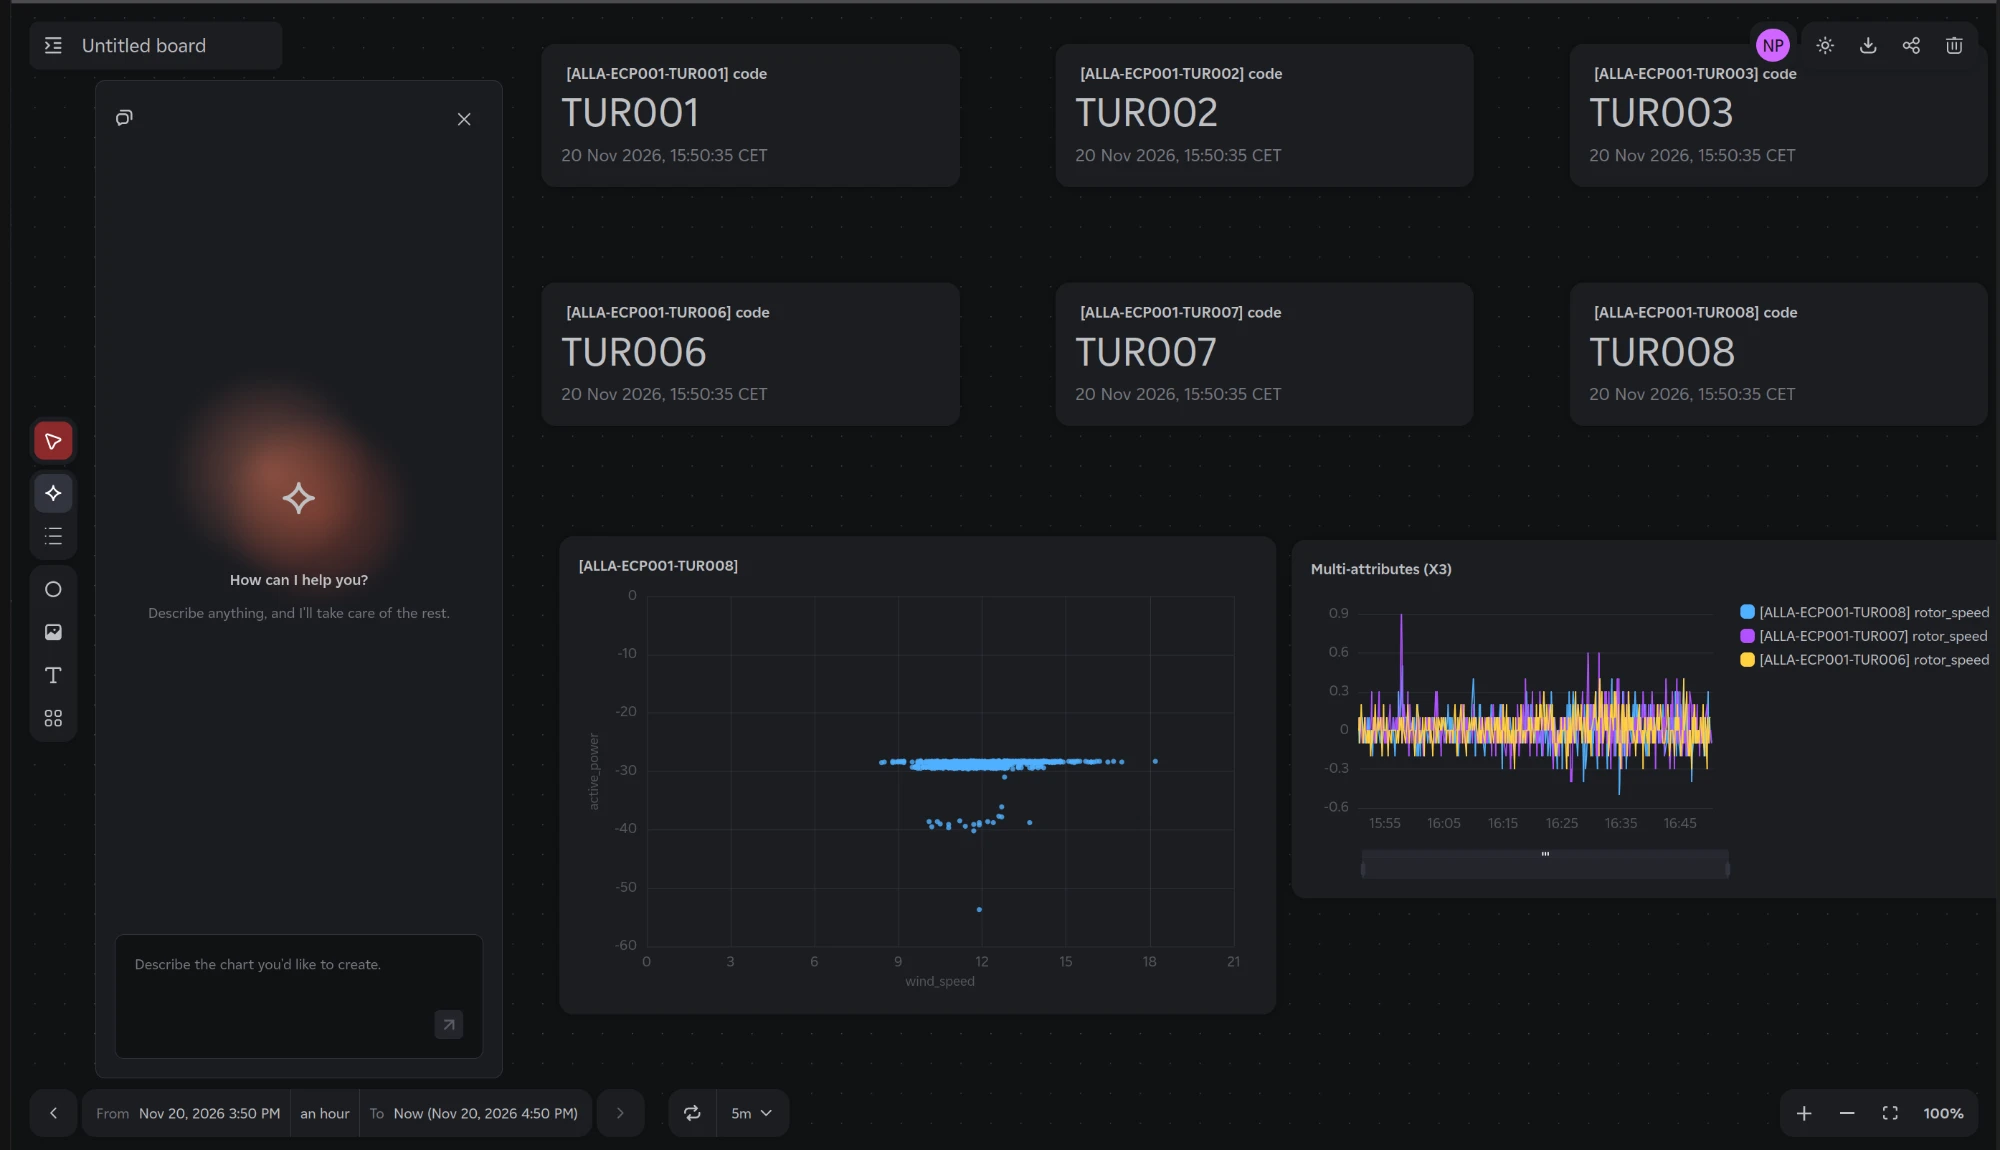 Untitled board
NP
[ALLA-ECP001-TUR001] code
TUR001
20 Nov 2026, 15:50:35 CET
[ALLA-ECP001-TUR002] code
TUR002
20 Nov 2026, 15:50:35 CET
[ALLA-ECP001-TUR003] code
TUR003
20 Nov 2026, 15:50:35 CET
[ALLA-ECP001-TUR006] code
TUR006
20 Nov 2026, 15:50:35 CET
[ALLA-ECP001-TUR007] code
TUR007
20 Nov 2026, 15:50:35 CET
[ALLA-ECP001-TUR008] code
TUR008
20 Nov 2026, 15:50:35 CET
How can I help you?
Describe anything, and I'll take care of the rest.
Describe the chart you'd like to create.
[ALLA-ECP001-TUR008]
0
-10
-20
-30
-40
-50
-60
active_power
0 3 6 9 12 15 18 21
wind_speed
Multi-attributes (X3)
0.9
0.6
0.3
0
-0.3
-0.6
15:55 16:05 16:15 16:25 16:35 16:45
[ALLA-ECP001-TUR008] rotor_speed
[ALLA-ECP001-TUR007] rotor_speed
[ALLA-ECP001-TUR006] rotor_speed
From Nov 20, 2026 3:50 PM an hour To Now (Nov 20, 2026 4:50 PM) 5m
100%